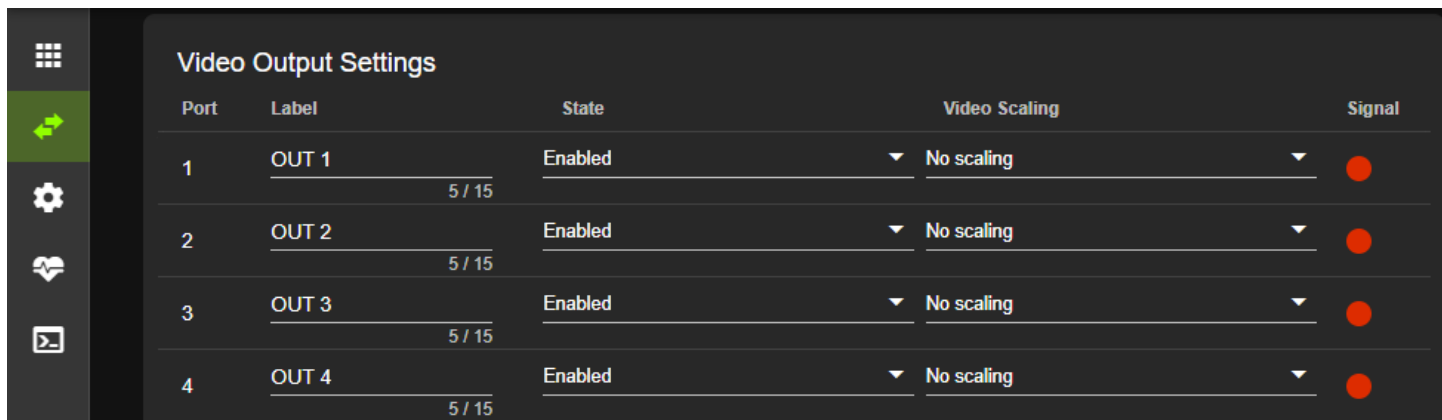 Video Output Settings
Port Label State Video Scaling Signal
1 OUT 1 Enabled No scaling
5 / 15
2 OUT 2 Enabled No scaling
5 / 15
3 OUT 3 Enabled No scaling
5 / 15
4 OUT 4 Enabled No scaling
5 / 15